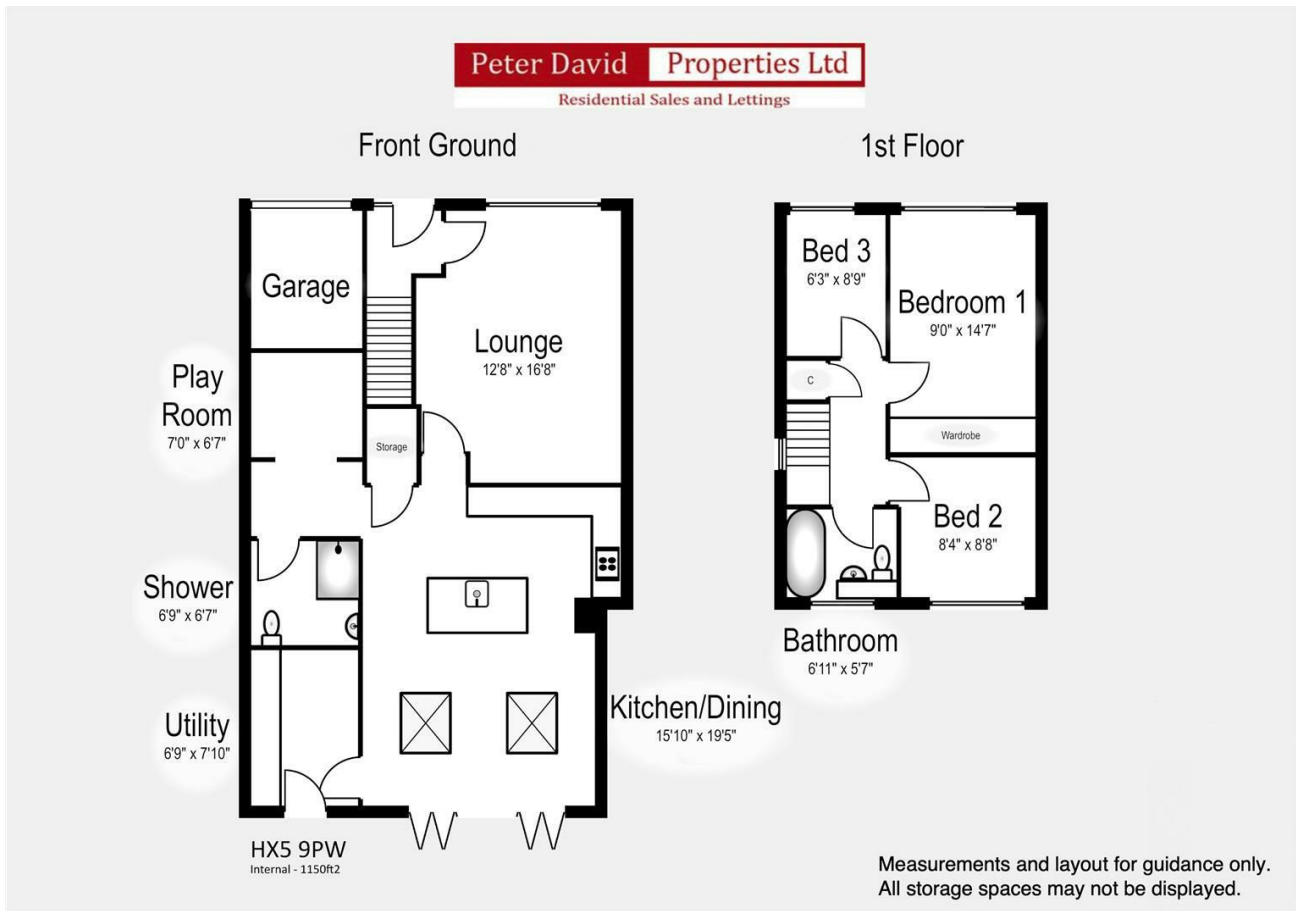 Peter David Properties Ltd
Residential Sales and Lettings
Front Ground
1st Floor
Garage
Lounge
12'8" x 16'8"
Play
Room
7'0" x 6'7"
Storage
Shower
6'9" x 6'7"
Utility
6'9" x 7'10"
Kitchen/Dining
15'10" x 19'5"
Bed 3
6'3" x 8'9"
Bedroom 1
9'0" x 14'7"
C
Wardrobe
Bed 2
8'4" x 8'8"
Bathroom
6'11" x 5'7"
HX5 9PW
Internal - 1150ft2
Measurements and layout for guidance only.
All storage spaces may not be displayed.